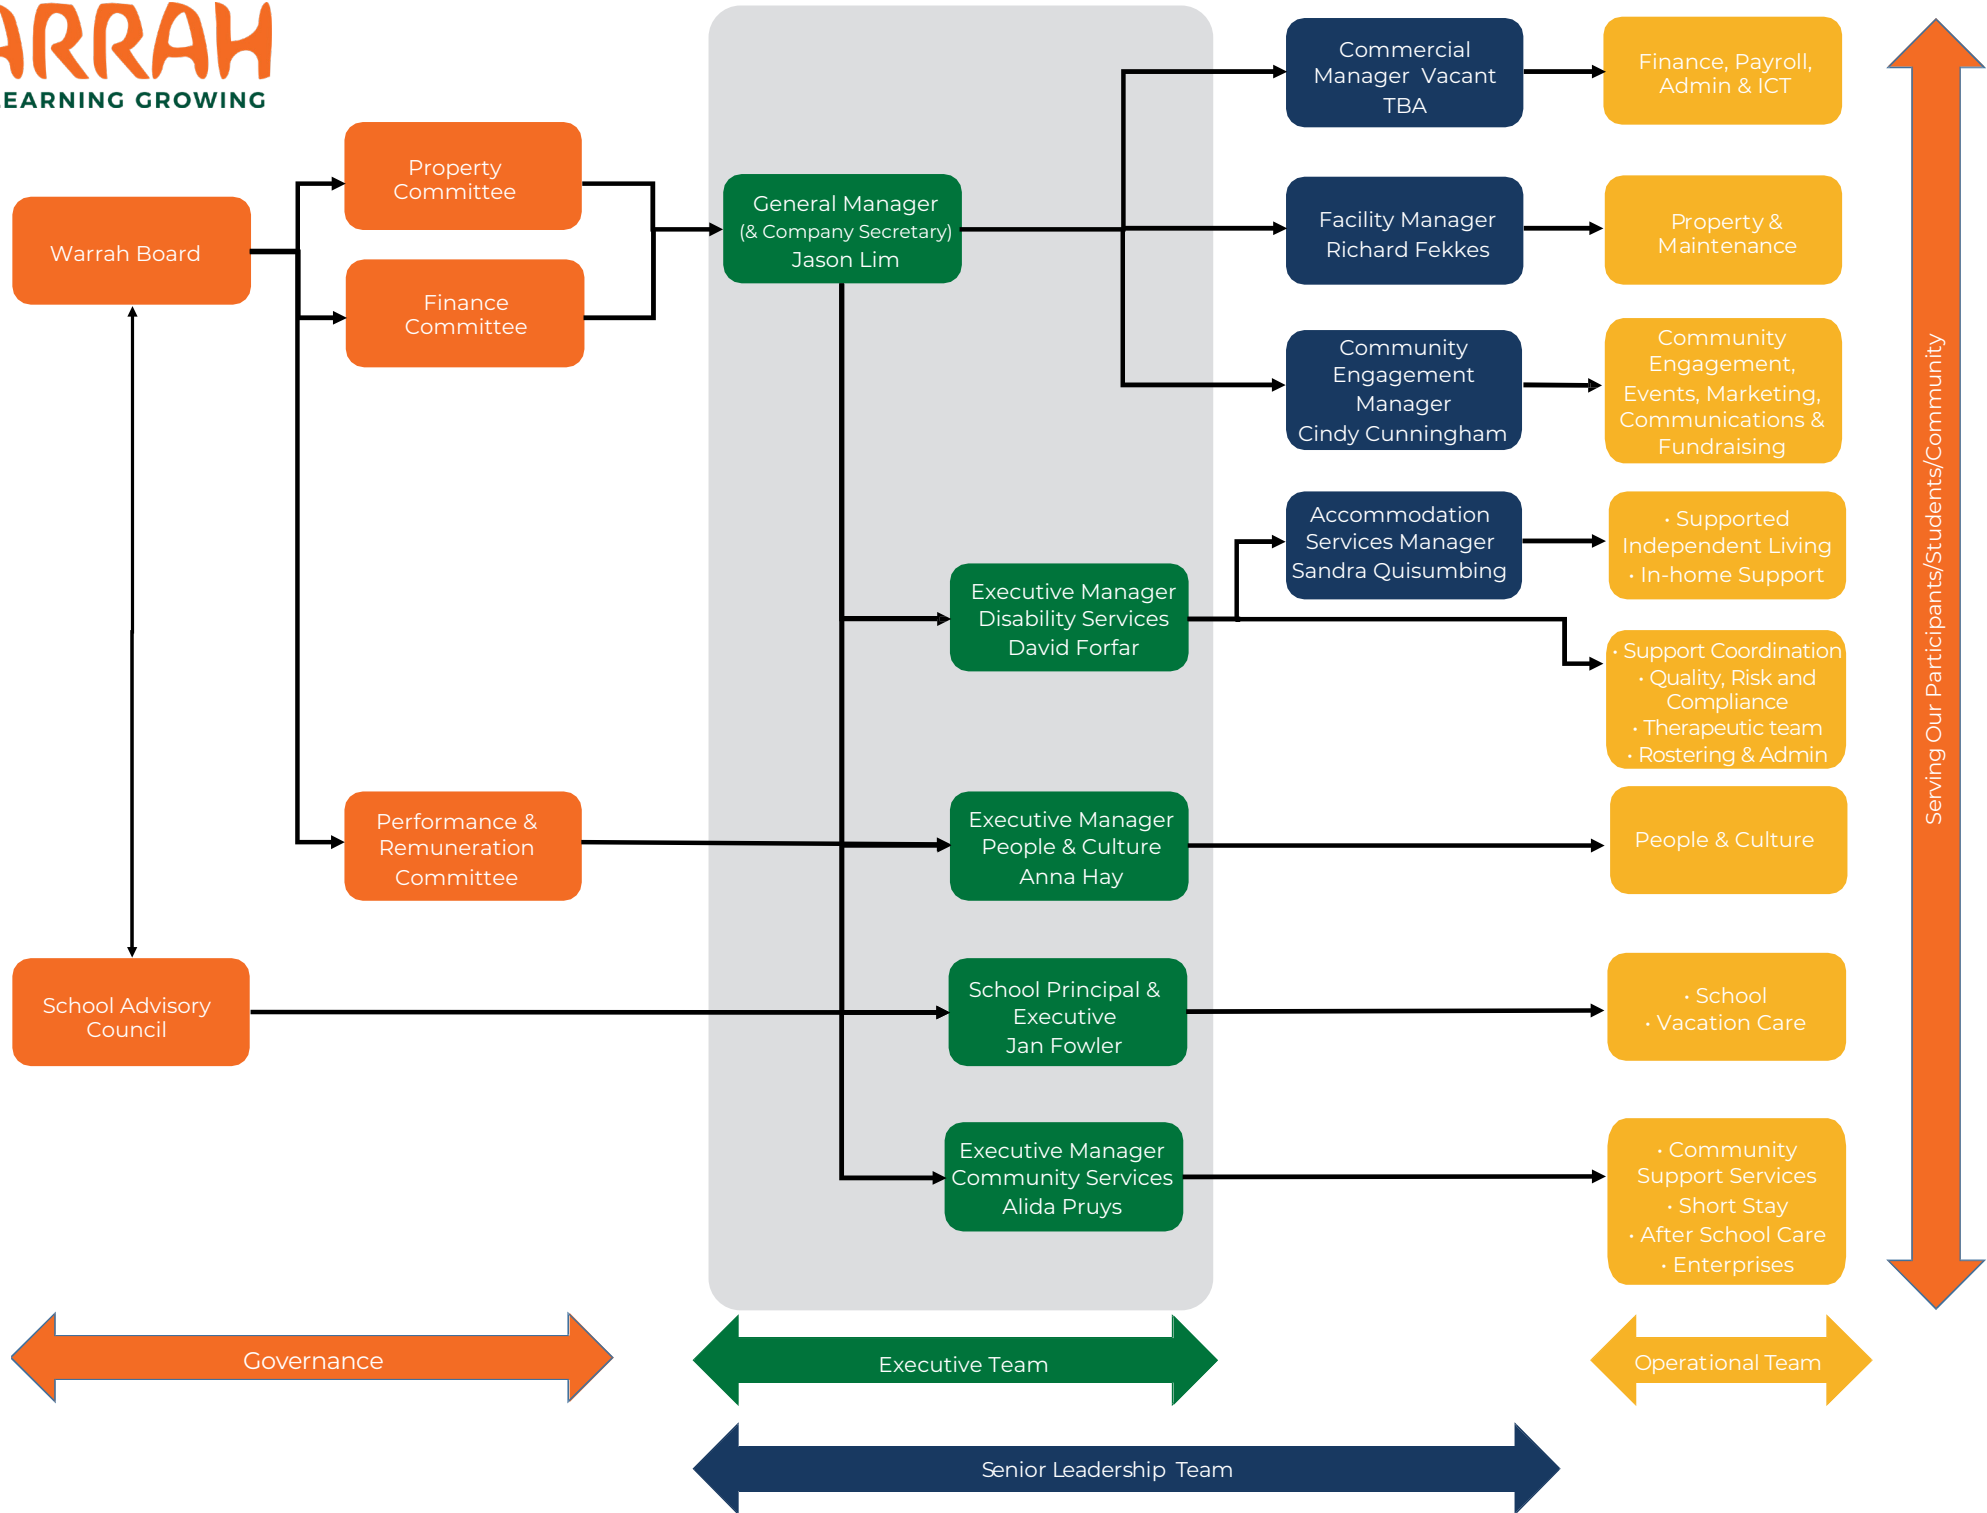 ARRAH
LEARNING GROWING
Warrah Board
Property
Committee
Finance
Committee
Performance &
Remuneration
Committee
School Advisory
Council
General Manager
(& Company Secretary)
Jason Lim
Executive Manager
Disability Services
David Forfar
Executive Manager
People & Culture
Anna Hay
School Principal &
Executive
Jan Fowler
Executive Manager
Community Services
Alida Pruys
Commercial
Manager Vacant
TBA
Facility Manager
Richard Fekkes
Community
Engagement
Manager
Cindy Cunningham
Accommodation
Services Manager
Sandra Quisumbing
Finance, Payroll,
Admin & ICT
Property &
Maintenance
Community
Engagement,
Events, Marketing,
Communications &
Fundraising
• Supported
Independent Living
• In-home Support
• Support Coordination
• Quality, Risk and
Compliance
• Therapeutic team
• Rostering & Admin
People & Culture
• School
• Vacation Care
• Community
Support Services
• Short Stay
• After School Care
• Enterprises
Serving Our Participants/Students/Community
Governance
Executive Team
Operational Team
Senior Leadership Team